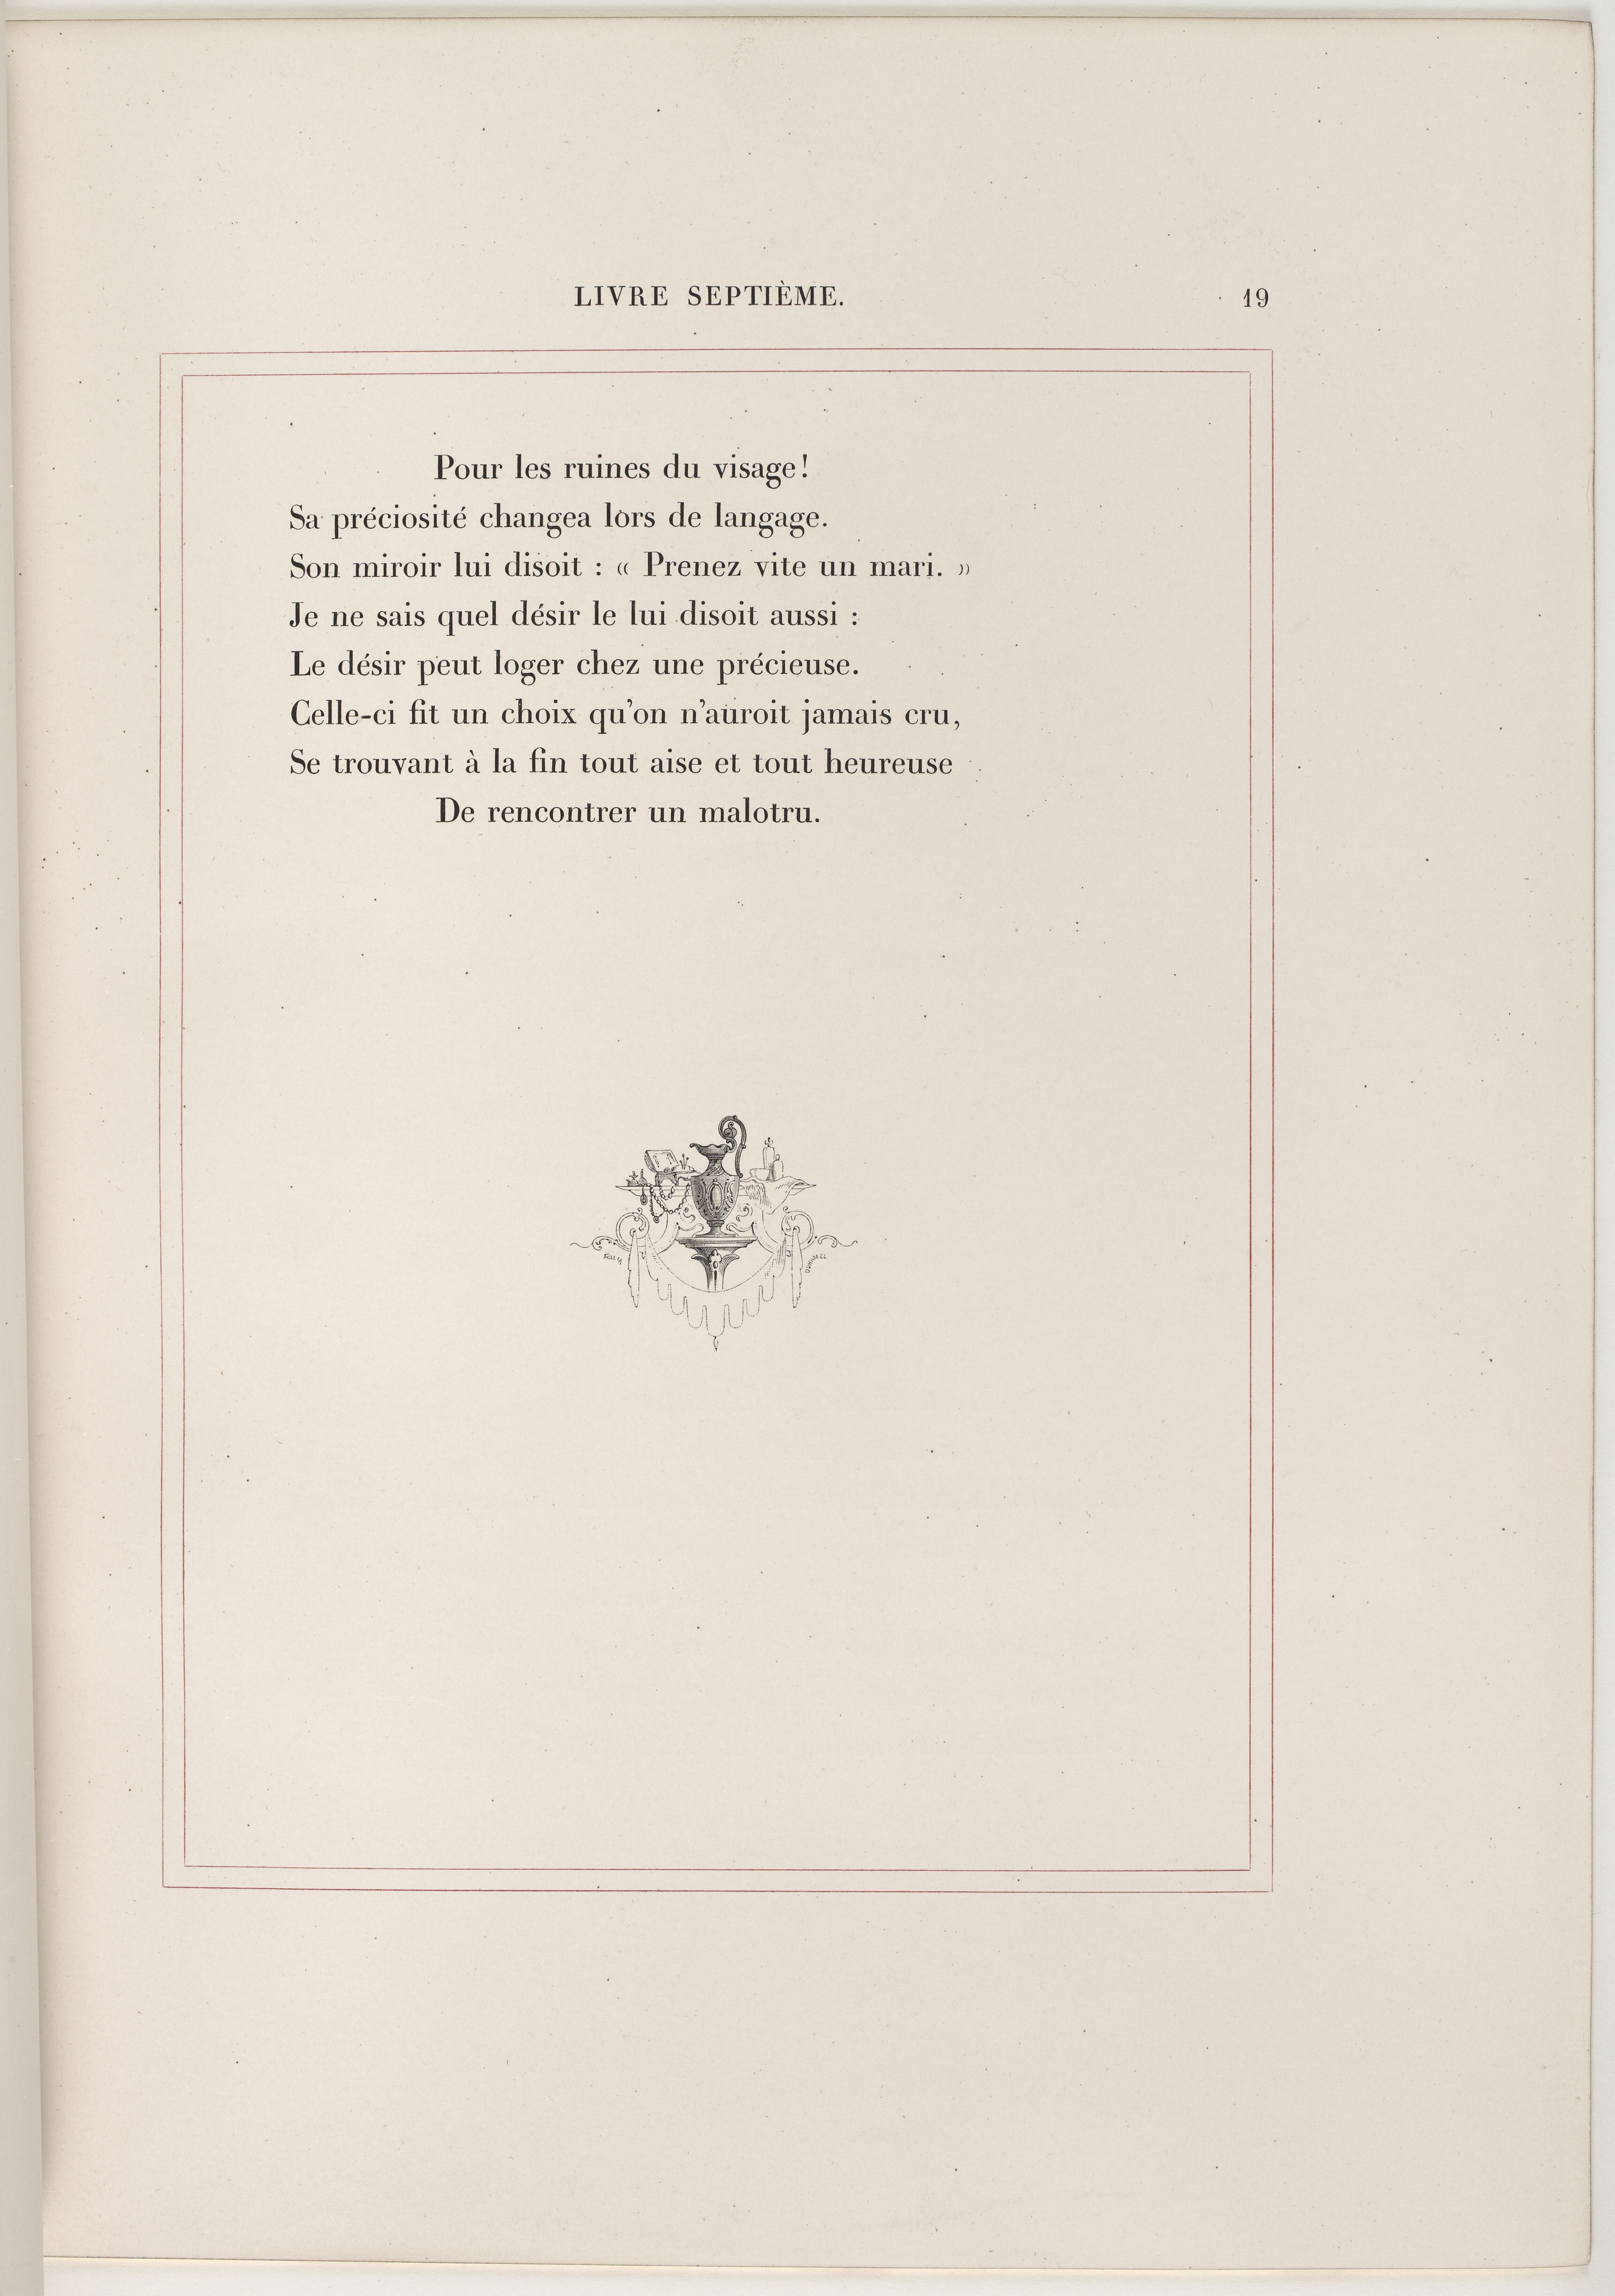 LIVRE SEPTIÈME. 19
Pour les ruines du visage!
Sa préciosité changea lors de langage.
Son miroir lui disoit : « Prenez vite un mari. »
Je ne sais quel désir le lui disoit aussi :
Le désir peut loger chez une précieuse.
Celle-ci fit un choix qu'on n'auroit jamais cru,
Se trouvant à la fin tout aise et tout heureuse
De rencontrer un malotru.